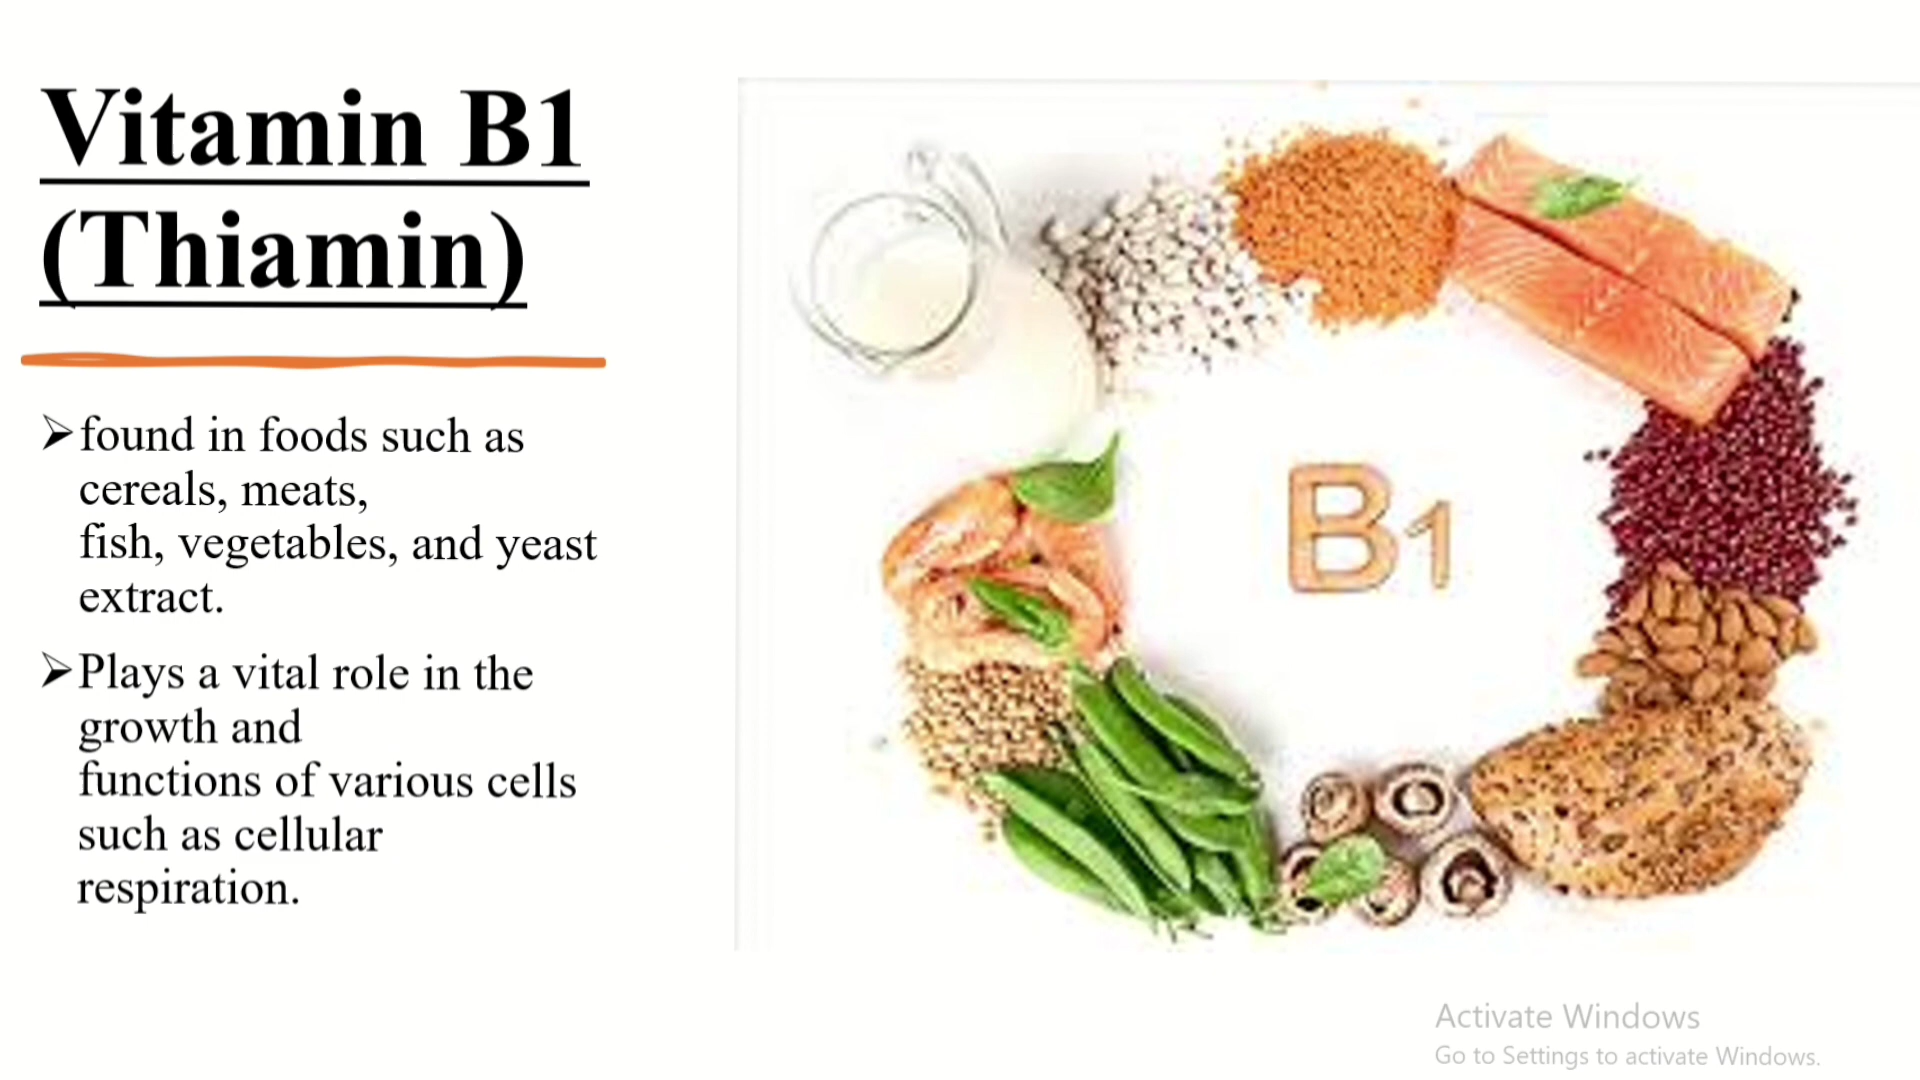 Vitamin B1
(Thiamin)
➢found in foods such as
cereals, meats,
fish, vegetables, and yeast
extract.
➢Plays a vital role in the
growth and
functions of various cells
such as cellular
respiration.
B1
Activate Windows
Go to Settings to activate Windows.